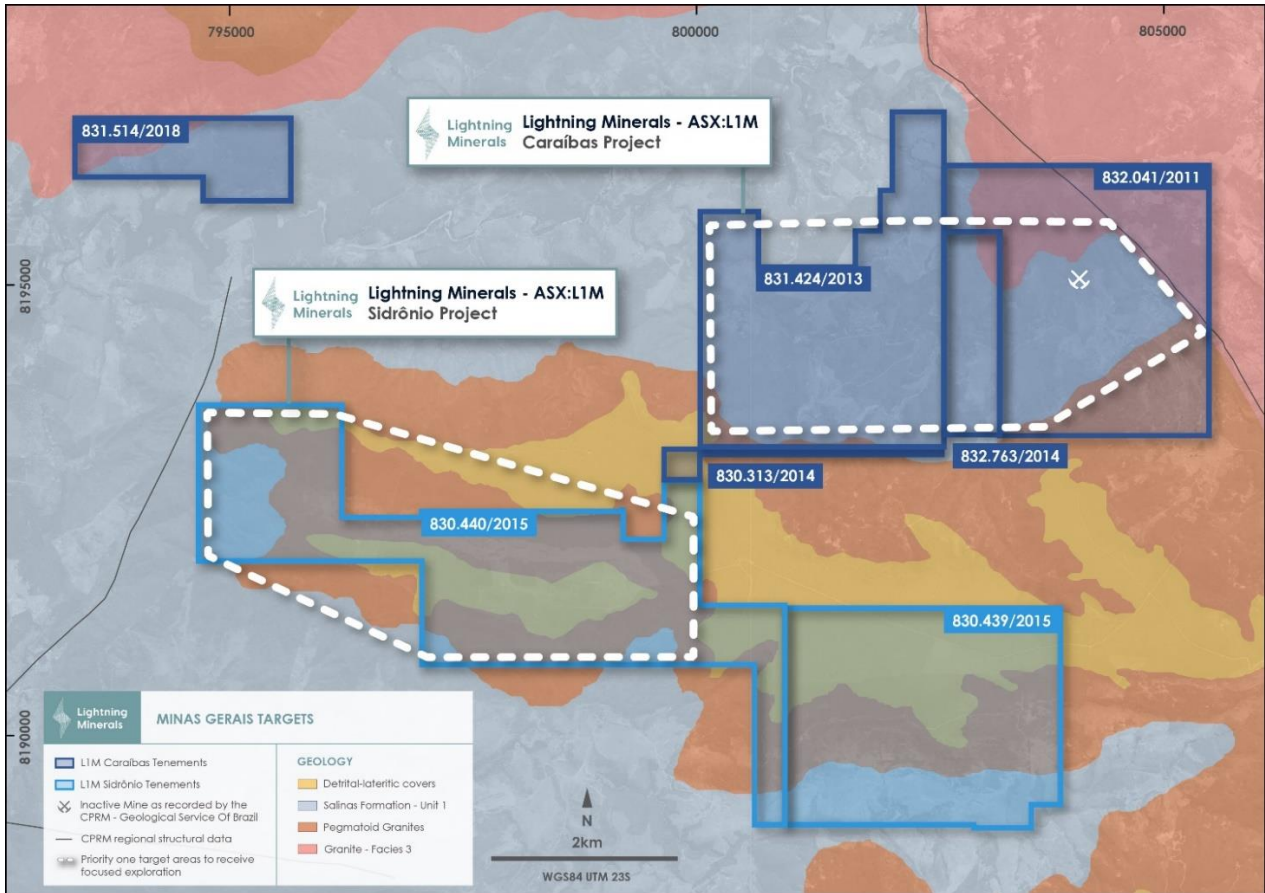 795000
800000
805000
8195000
8190000
831.514/2018
Lightning
Minerals
Lightning Minerals - ASX:L1M
Caraíbas Project
832.041/2011
831.424/2013
Lightning
Minerals
Lightning Minerals - ASX:L1M
Sidrônio Project
832.763/2014
830.313/2014
830.440/2015
830.439/2015
Lightning
Minerals
MINAS GERAIS TARGETS
L1M Caraíbas Tenements
L1M Sidrônio Tenements
Inactive Mine as recorded by the
CPRM - Geological Service Of Brazil
CPRM regional structural data
Priority one target areas to receive
focused exploration
GEOLOGY
Detrital-lateritic covers
Salinas Formation - Unit 1
Pegmatoid Granites
Granite - Facies 3
N
2km
WGS84 UTM 23S